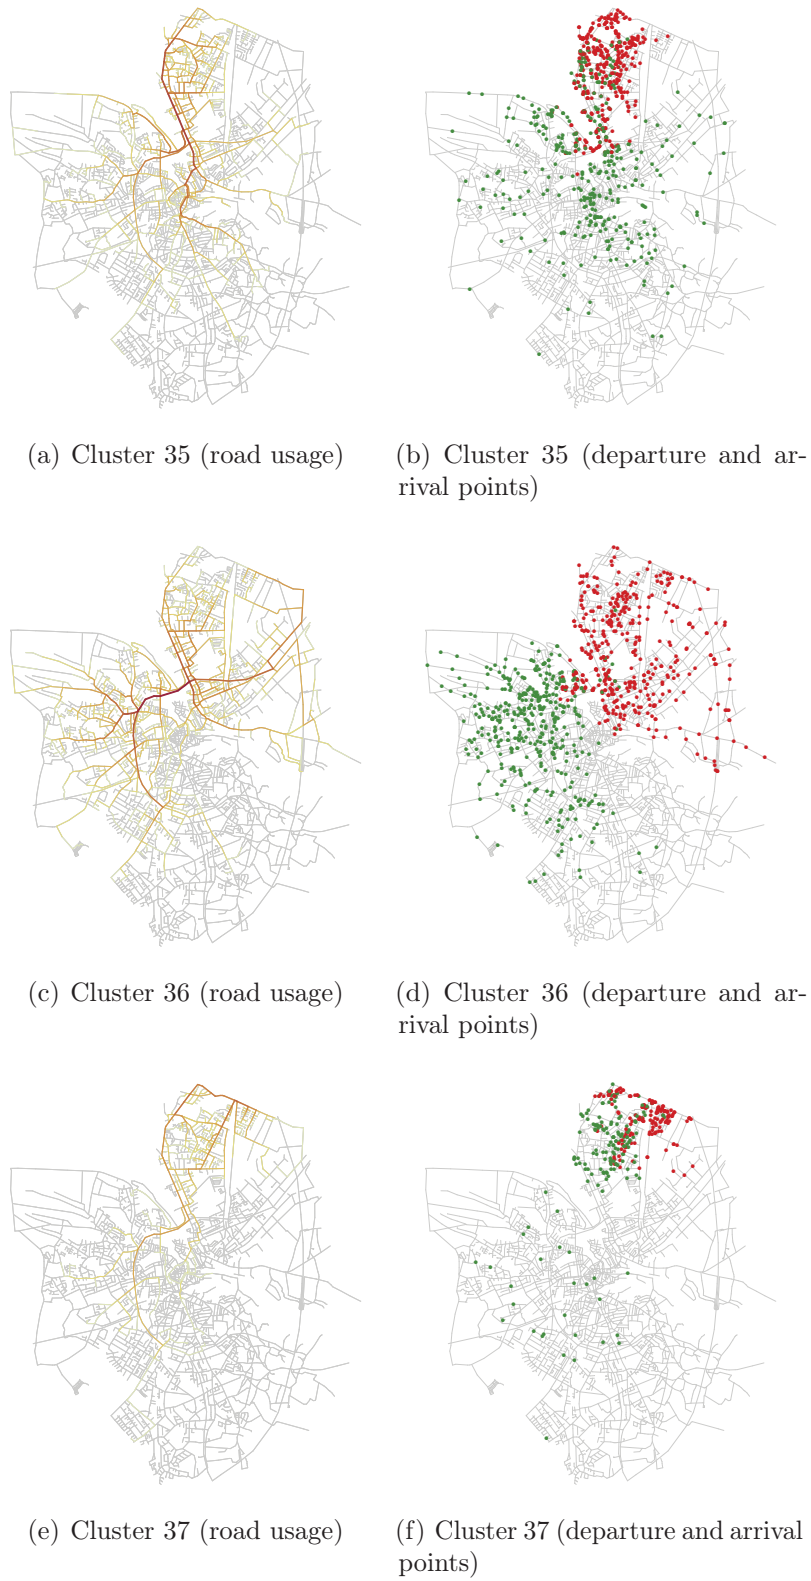 (a) Cluster 35 (road usage)
(b) Cluster 35 (departure and ar-
rival points)
(c) Cluster 36 (road usage)
(d) Cluster 36 (departure and ar-
rival points)
(e) Cluster 37 (road usage)
(f) Cluster 37 (departure and arrival
points)